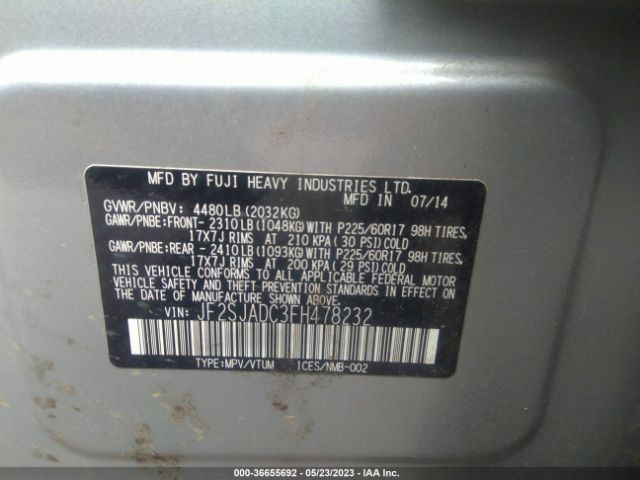 MFD BY FUJI HEAVY INDUSTRIES LTD.
MFD IN 07/14
GVWR/PNBV: 4480LB(2032KG)
GAWR/PNBE:FRONT- 2310LB(1048KG)WITH P225/60R17 98H TIRES,
17X7J RIMS AT 210 KPA(30 PSI)COLD
GAWR/PNBE:REAR - 2410LB(1093KG)WITH P225/60R17 98H TIRES,
17X7J RIMS AT 200 KPA(29 PSI)COLD
THIS VEHICLE CONFORMS TO ALL APPLICABLE FEDERAL MOTOR
VEHICLE SAFETY, BUMPER AND THEFT PREVENTION STANDARDS
IN EFFECT ON THE DATE OF MANUFACTURE SHOWN ABOVE.
VIN: JF2SJADC3FH478232
TYPE:MPV/VTUM ICES/NMB-002
000-36655692 - 05/23/2023 - IAA Inc.